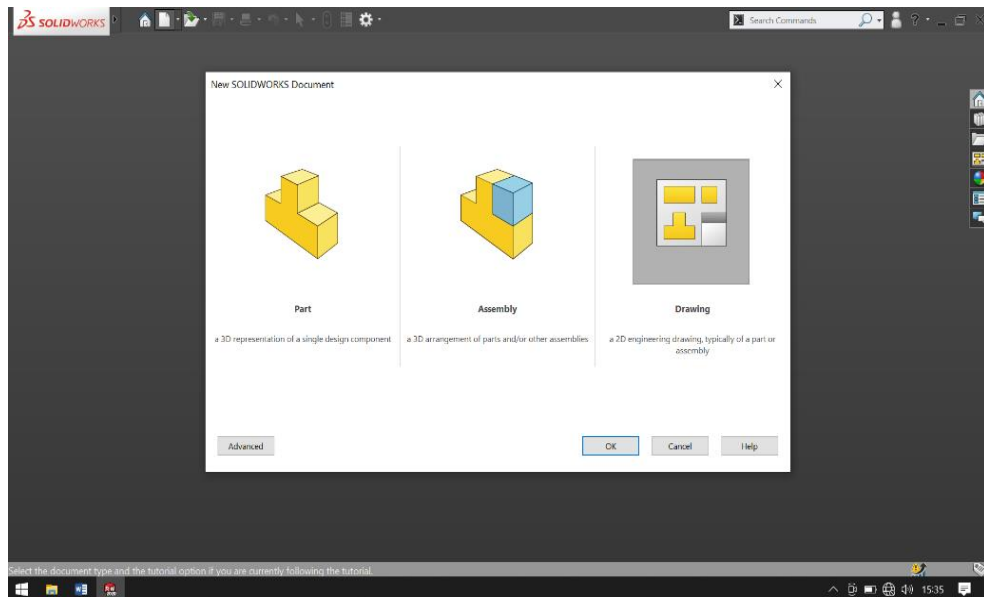 SOLIDWORKS
Search Commands
New SOLIDWORKS Document
Part
a 3D representation of a single design component
Assembly
a 3D arrangement of parts and/or other assemblies
Drawing
a 2D engineering drawing, typically of a part or
assembly
Advanced
OK
Cancel
Help
Select the document type and the tutorial option if you are currently following the tutorial.
15:35